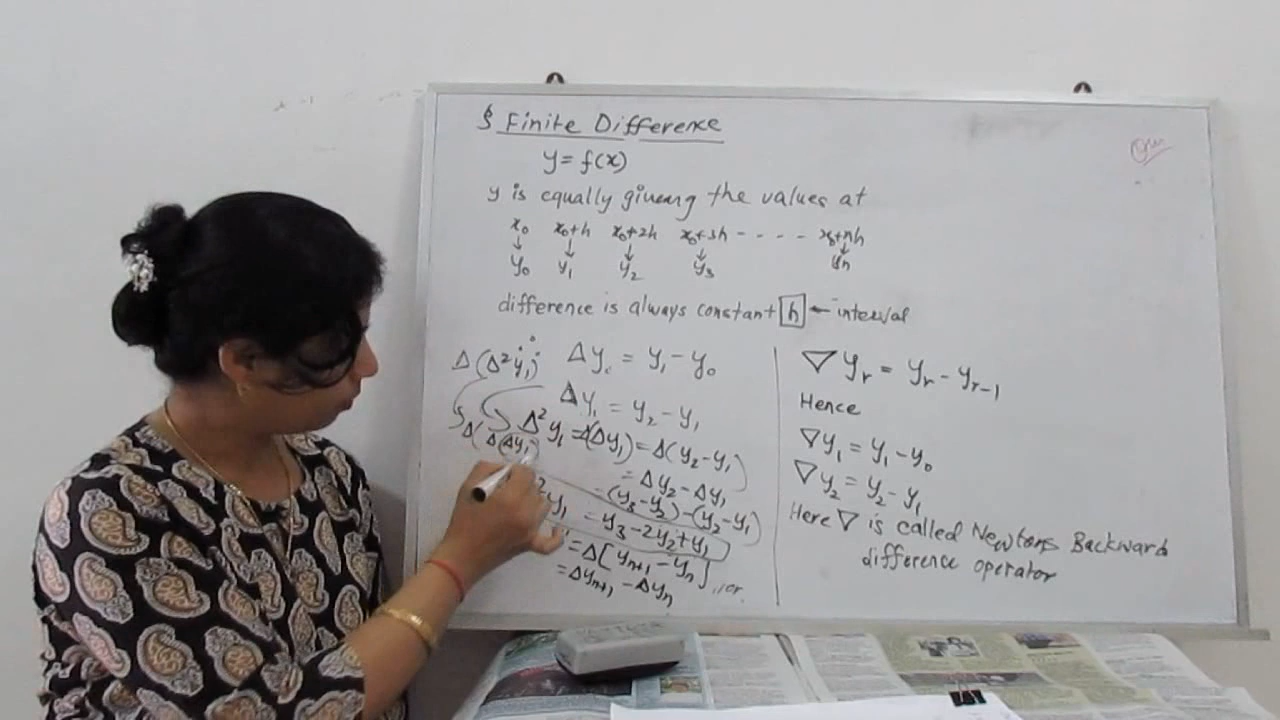 § Finite Difference
y = f(x)
y is equally giving the values at
x₀ x₀+h x₀+2h x₀+3h - - - - x₀+nh
↓ ↓ ↓ ↓ ↓
y₀ y₁ y₂ y₃ yₙ
difference is always constant h ← interval
Δ(Δ²y₁)
Δ(Δ(Δy₁)
Δy₀ = y₁ - y₀
Δy₁ = y₂ - y₁
Δ²y₁ = Δ(Δy₁) = Δ(y₂-y₁)
= Δy₂ - Δy₁
= (y₃-y₂) - (y₂-y₁)
²y₁ = y₃-2y₂+y₁
= Δ[yₙ₊₁ - yₙ]
= Δyₙ₊₁ - Δyₙ
∇yᵣ = yᵣ - yᵣ₋₁
Hence
∇y₁ = y₁-y₀
∇y₂ = y₂-y₁
Here ∇ is called Newtons Backward
difference operator